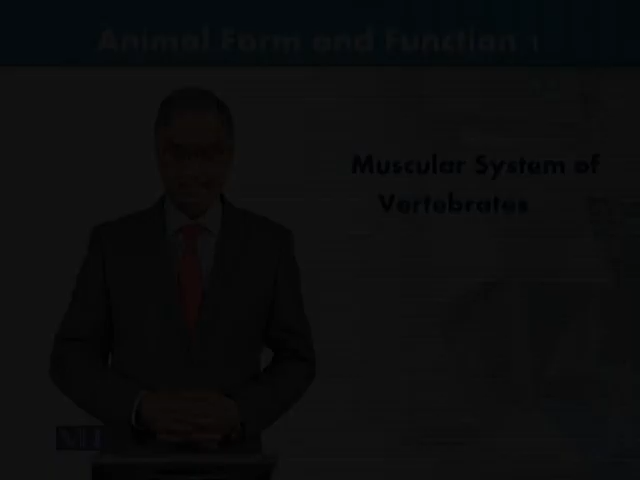 Animal Form and Function 1
Muscular System of
Vertebrates